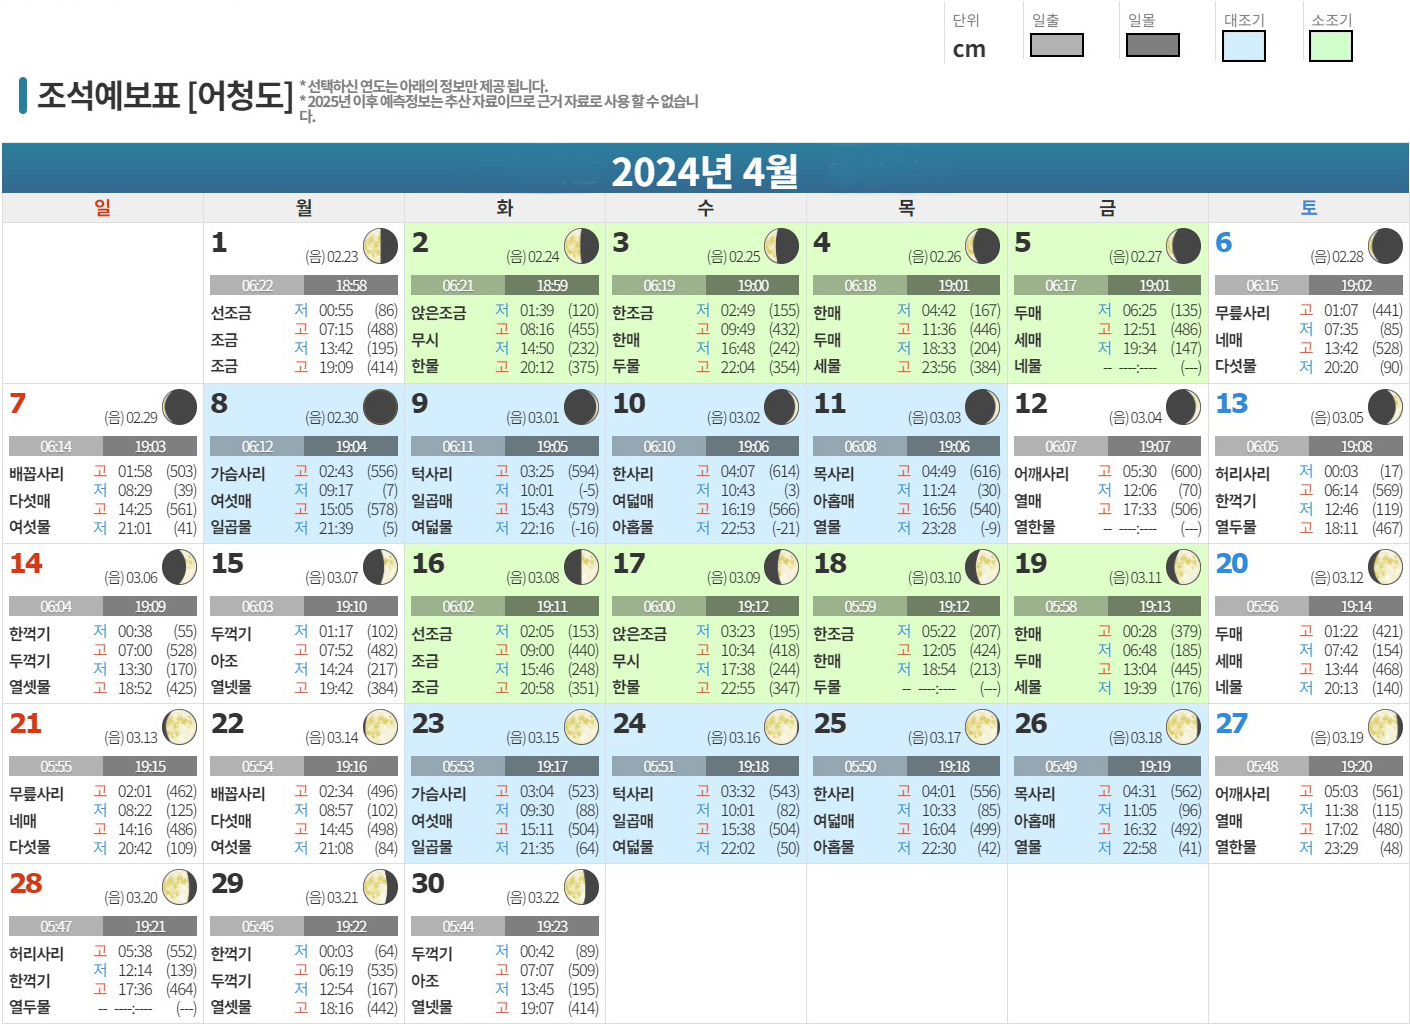 단위 일출 일몰 대조기 소조기
cm
조석예보표 [어청도]
* 선택하신 연도는 아래의 정보만 제공 됩니다.
* 2025년 이후 예측정보는 추산 자료이므로 근거 자료로 사용 할 수 없습니
다.
2024년 4월
일 월 화 수 목 금 토
1 (음) 02.23
06:22 18:58
선조금
조금
조금
저 00:55 (86)
고 07:15 (488)
저 13:42 (195)
고 19:09 (414)
2 (음) 02.24
06:21 18:59
앉은조금
무시
한물
저 01:39 (120)
고 08:16 (455)
저 14:50 (232)
고 20:12 (375)
3 (음) 02.25
06:19 19:00
한조금
한매
두물
저 02:49 (155)
고 09:49 (432)
저 16:48 (242)
고 22:04 (354)
4 (음) 02.26
06:18 19:01
한매
두매
세물
저 04:42 (167)
고 11:36 (446)
저 18:33 (204)
고 23:56 (384)
5 (음) 02.27
06:17 19:01
두매
세매
네물
저 06:25 (135)
고 12:51 (486)
저 19:34 (147)
-- ----:---- (---)
6 (음) 02.28
06:15 19:02
무릎사리
네매
다섯물
고 01:07 (441)
저 07:35 (85)
고 13:42 (528)
저 20:20 (90)
7 (음) 02.29
06:14 19:03
배꼽사리
다섯매
여섯물
고 01:58 (503)
저 08:29 (39)
고 14:25 (561)
저 21:01 (41)
8 (음) 02.30
06:12 19:04
가슴사리
여섯매
일곱물
고 02:43 (556)
저 09:17 (7)
고 15:05 (578)
저 21:39 (5)
9 (음) 03.01
06:11 19:05
턱사리
일곱매
여덟물
고 03:25 (594)
저 10:01 (-5)
고 15:43 (579)
저 22:16 (-16)
10 (음) 03.02
06:10 19:06
한사리
여덟매
아홉물
고 04:07 (614)
저 10:43 (3)
고 16:19 (566)
저 22:53 (-21)
11 (음) 03.03
06:08 19:06
목사리
아홉매
열물
고 04:49 (616)
저 11:24 (30)
고 16:56 (540)
저 23:28 (-9)
12 (음) 03.04
06:07 19:07
어깨사리
열매
열한물
고 05:30 (600)
저 12:06 (70)
고 17:33 (506)
-- ----:---- (---)
13 (음) 03.05
06:05 19:08
허리사리
한꺽기
열두물
저 00:03 (17)
고 06:14 (569)
저 12:46 (119)
고 18:11 (467)
14 (음) 03.06
06:04 19:09
한꺽기
두꺽기
열셋물
저 00:38 (55)
고 07:00 (528)
저 13:30 (170)
고 18:52 (425)
15 (음) 03.07
06:03 19:10
두꺽기
아조
열넷물
저 01:17 (102)
고 07:52 (482)
저 14:24 (217)
고 19:42 (384)
16 (음) 03.08
06:02 19:11
선조금
조금
조금
저 02:05 (153)
고 09:00 (440)
저 15:46 (248)
고 20:58 (351)
17 (음) 03.09
06:00 19:12
앉은조금
무시
한물
저 03:23 (195)
고 10:34 (418)
저 17:38 (244)
고 22:55 (347)
18 (음) 03.10
05:59 19:12
한조금
한매
두물
저 05:22 (207)
고 12:05 (424)
저 18:54 (213)
-- ----:---- (---)
19 (음) 03.11
05:58 19:13
한매
두매
세물
고 00:28 (379)
저 06:48 (185)
고 13:04 (445)
저 19:39 (176)
20 (음) 03.12
05:56 19:14
두매
세매
네물
고 01:22 (421)
저 07:42 (154)
고 13:44 (468)
저 20:13 (140)
21 (음) 03.13
05:55 19:15
무릎사리
네매
다섯물
고 02:01 (462)
저 08:22 (125)
고 14:16 (486)
저 20:42 (109)
22 (음) 03.14
05:54 19:16
배꼽사리
다섯매
여섯물
고 02:34 (496)
저 08:57 (102)
고 14:45 (498)
저 21:08 (84)
23 (음) 03.15
05:53 19:17
가슴사리
여섯매
일곱물
고 03:04 (523)
저 09:30 (88)
고 15:11 (504)
저 21:35 (64)
24 (음) 03.16
05:51 19:18
턱사리
일곱매
여덟물
고 03:32 (543)
저 10:01 (82)
고 15:38 (504)
저 22:02 (50)
25 (음) 03.17
05:50 19:18
한사리
여덟매
아홉물
고 04:01 (556)
저 10:33 (85)
고 16:04 (499)
저 22:30 (42)
26 (음) 03.18
05:49 19:19
목사리
아홉매
열물
고 04:31 (562)
저 11:05 (96)
고 16:32 (492)
저 22:58 (41)
27 (음) 03.19
05:48 19:20
어깨사리
열매
열한물
고 05:03 (561)
저 11:38 (115)
고 17:02 (480)
저 23:29 (48)
28 (음) 03.20
05:47 19:21
허리사리
한꺽기
열두물
고 05:38 (552)
저 12:14 (139)
고 17:36 (464)
-- ----:---- (---)
29 (음) 03.21
05:46 19:22
한꺽기
두꺽기
열셋물
저 00:03 (64)
고 06:19 (535)
저 12:54 (167)
고 18:16 (442)
30 (음) 03.22
05:44 19:23
두꺽기
아조
열넷물
저 00:42 (89)
고 07:07 (509)
저 13:45 (195)
고 19:07 (414)